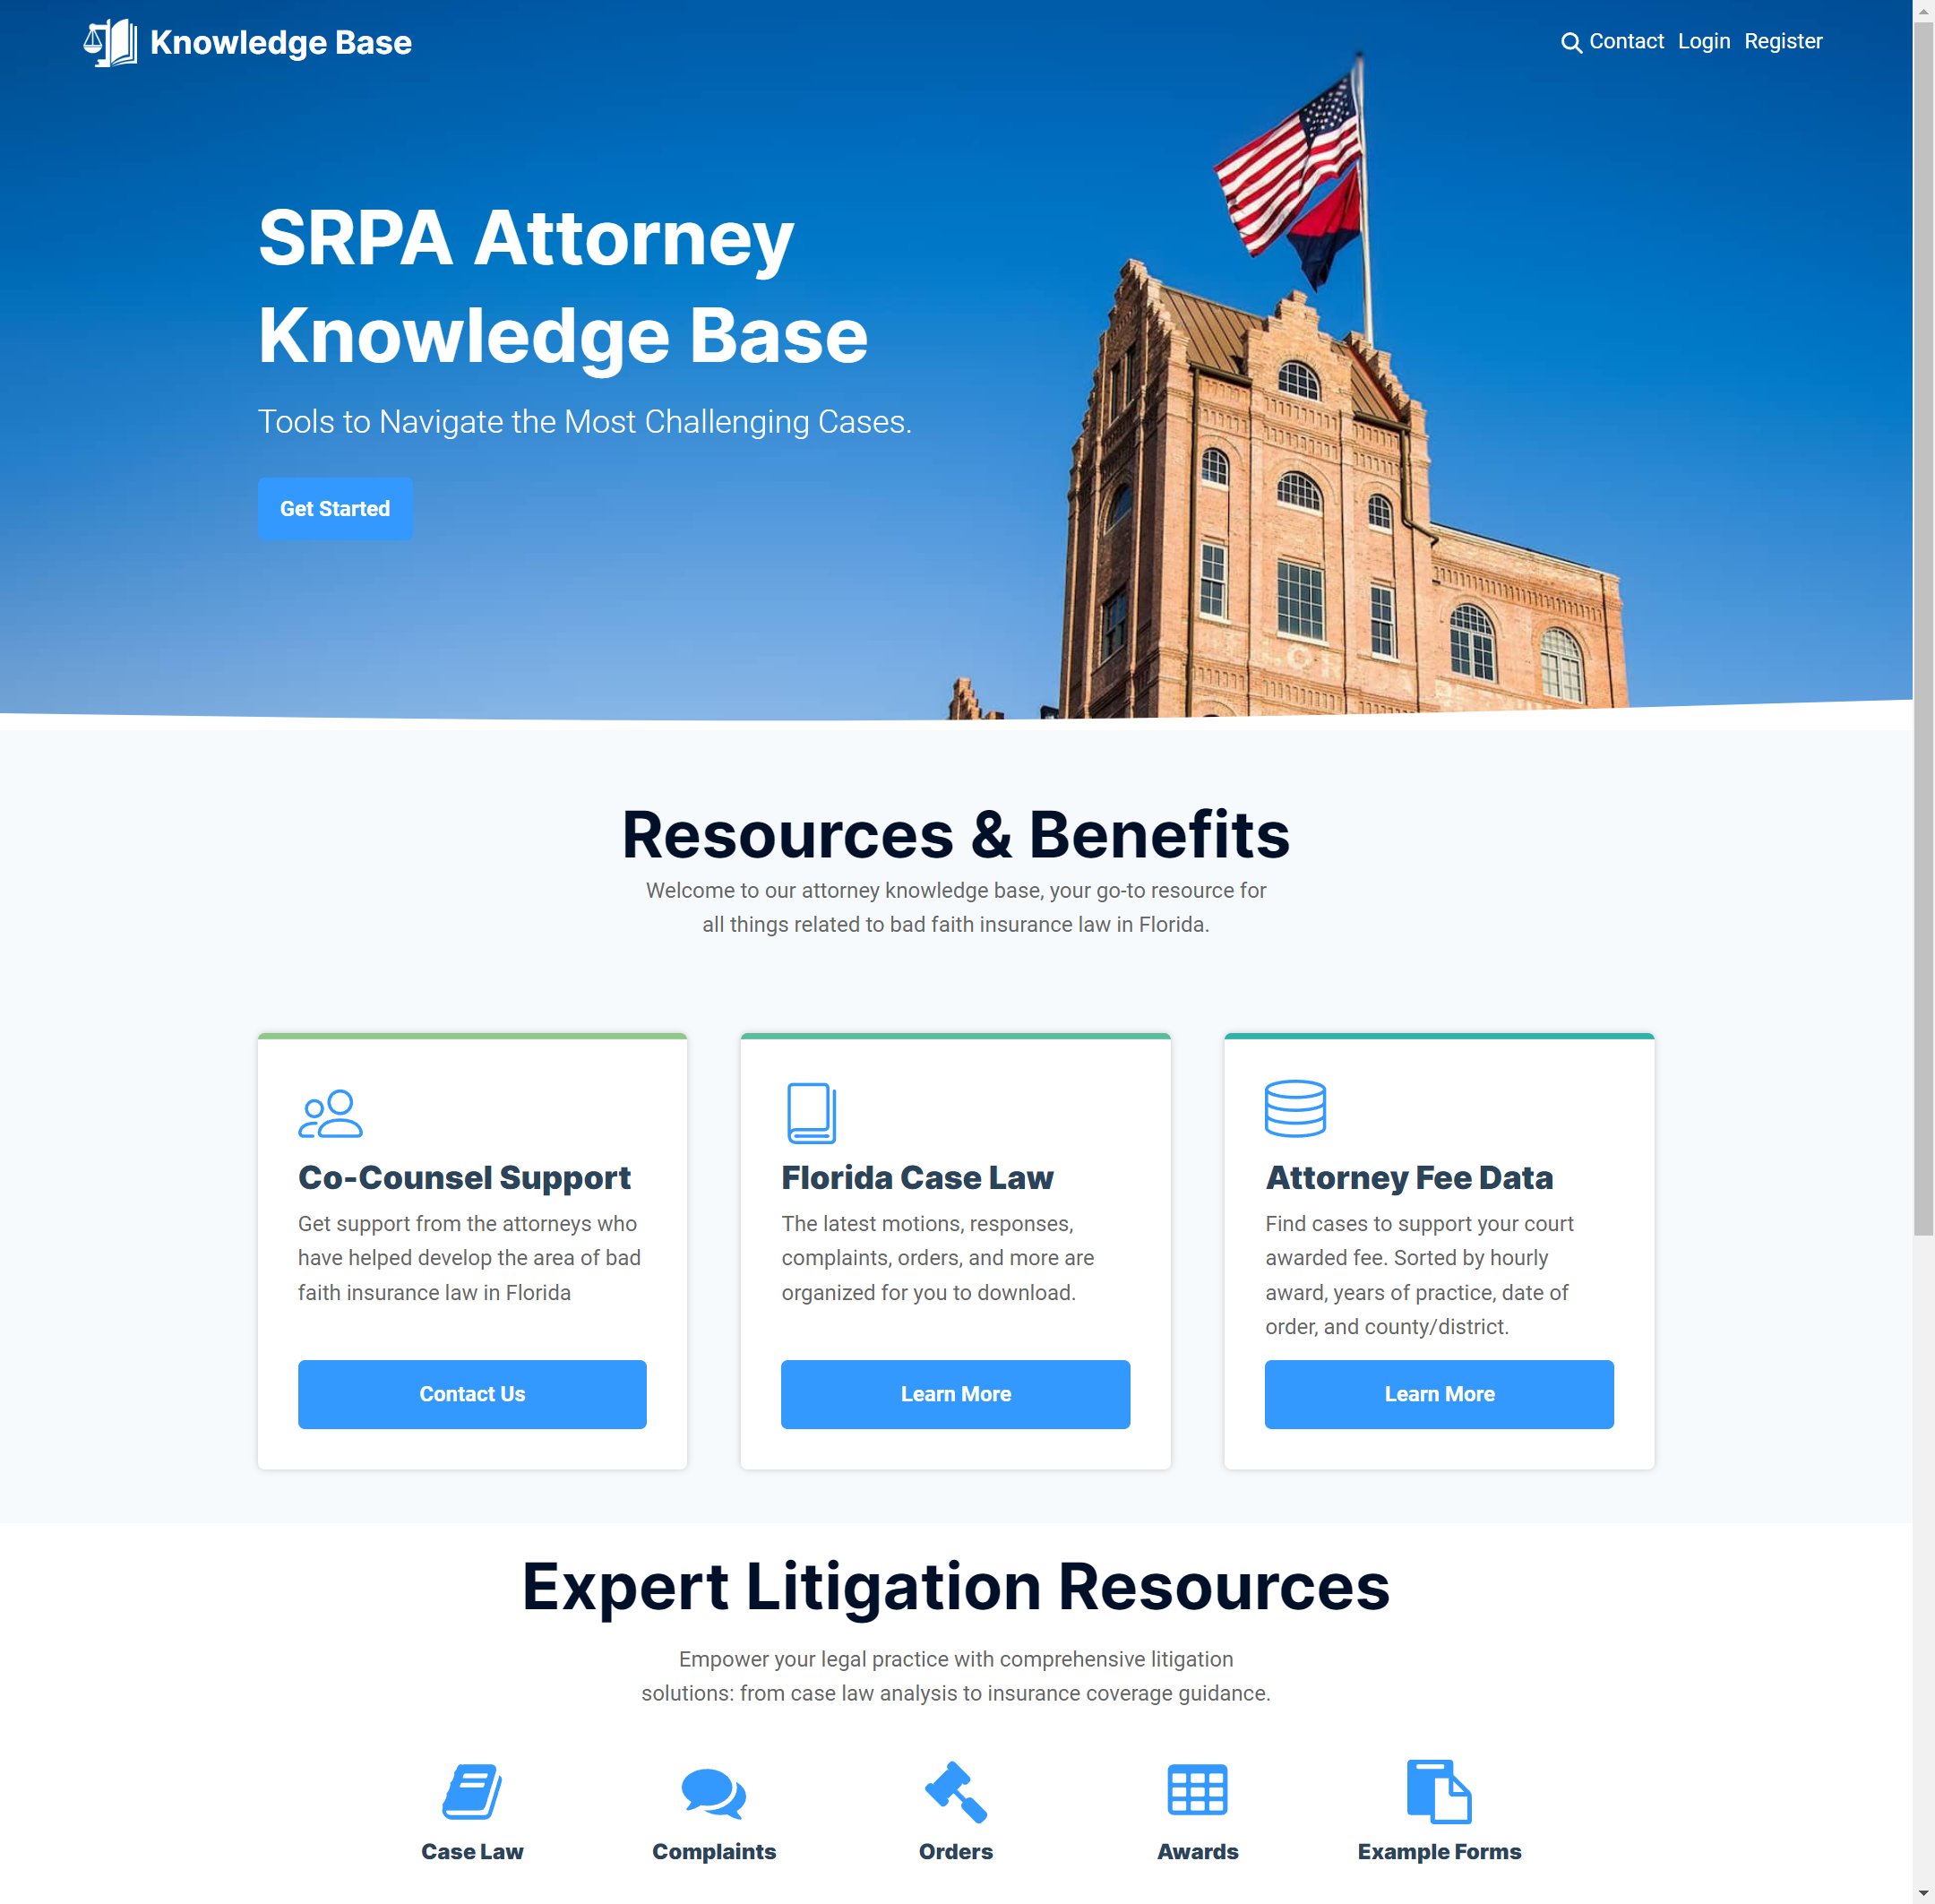 Knowledge Base
Contact Login Register
SRPA Attorney
Knowledge Base
Tools to Navigate the Most Challenging Cases.
Get Started
Resources & Benefits
Welcome to our attorney knowledge base, your go-to resource for
all things related to bad faith insurance law in Florida.
Co-Counsel Support
Get support from the attorneys who
have helped develop the area of bad
faith insurance law in Florida
Contact Us
Florida Case Law
The latest motions, responses,
complaints, orders, and more are
organized for you to download.
Learn More
Attorney Fee Data
Find cases to support your court
awarded fee. Sorted by hourly
award, years of practice, date of
order, and county/district.
Learn More
Expert Litigation Resources
Empower your legal practice with comprehensive litigation
solutions: from case law analysis to insurance coverage guidance.
Case Law
Complaints
Orders
Awards
Example Forms